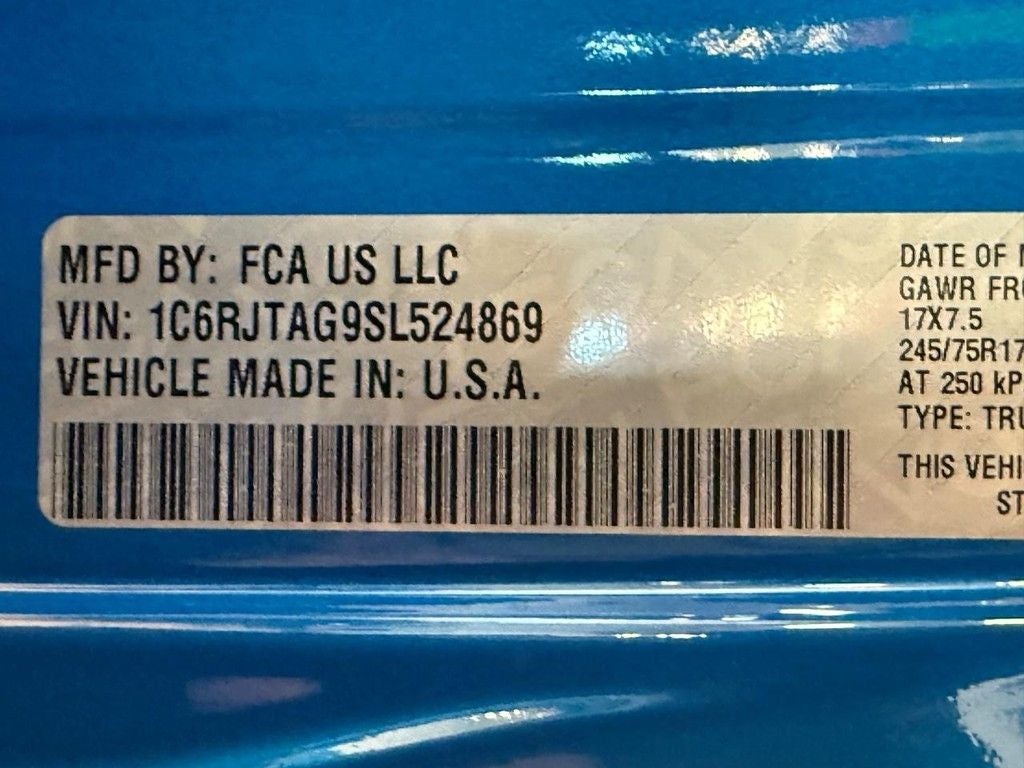 MFD BY: FCA US LLC
VIN: 1C6RJTAG9SL524869
VEHICLE MADE IN: U.S.A.
DATE OF
GAWR
17X7.5
245/75R17
AT 250
TYPE:
THIS